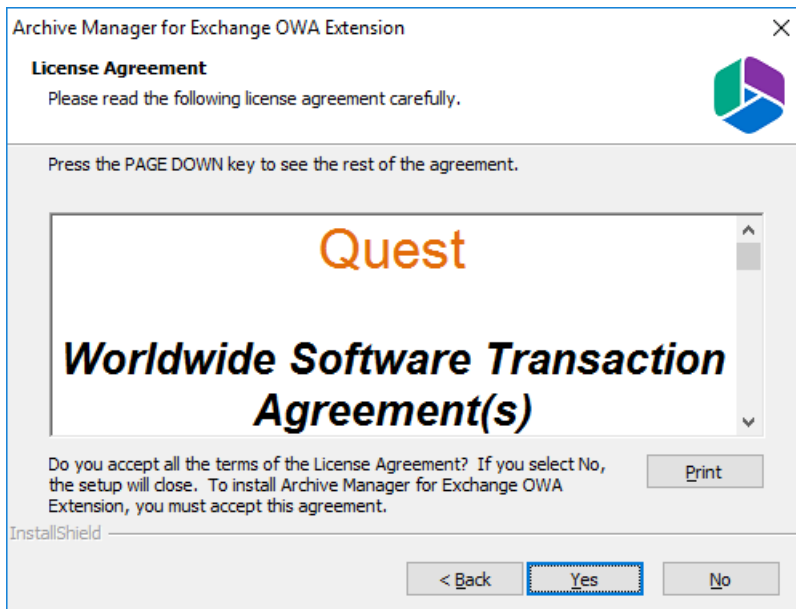 Archive Manager for Exchange OWA Extension
License Agreement
Please read the following license agreement carefully.
Press the PAGE DOWN key to see the rest of the agreement.
Quest
Worldwide Software Transaction
Agreement(s)
Do you accept all the terms of the License Agreement?  If you select No,
the setup will close.  To install Archive Manager for Exchange OWA
Extension, you must accept this agreement.
Print
InstallShield
< Back
Yes
No